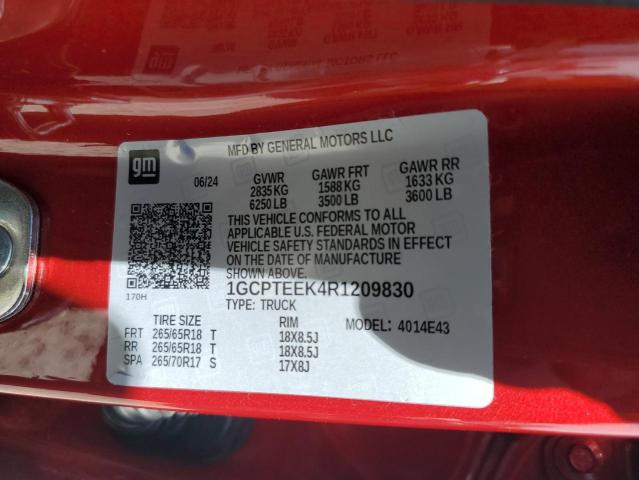 MFD BY GENERAL MOTORS LLC
gm
06/24
GVWR GAWR FRT GAWR RR
2835 KG 1588 KG 1633 KG
6250 LB 3500 LB 3600 LB
THIS VEHICLE CONFORMS TO ALL
APPLICABLE U.S. FEDERAL MOTOR
VEHICLE SAFETY STANDARDS IN EFFECT
ON THE DATE OF MANUFACTURE
SHOWN ABOVE.
170H
1GCPTEEK4R1209830
TYPE: TRUCK
TIRE SIZE RIM MODEL: 4014E43
FRT 265/65R18 T 18X8.5J
RR 265/65R18 T 18X8.5J
SPA 265/70R17 S 17X8J